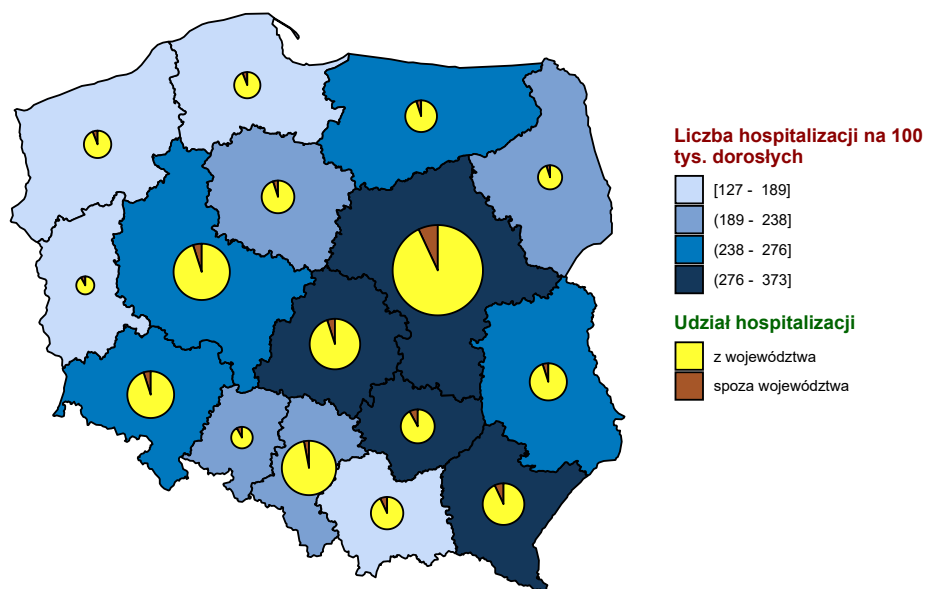 Liczba hospitalizacji na 100
tys. dorosłych
[127 - 189]
(189 - 238]
(238 - 276]
(276 - 373]
Udział hospitalizacji
z województwa
spoza województwa